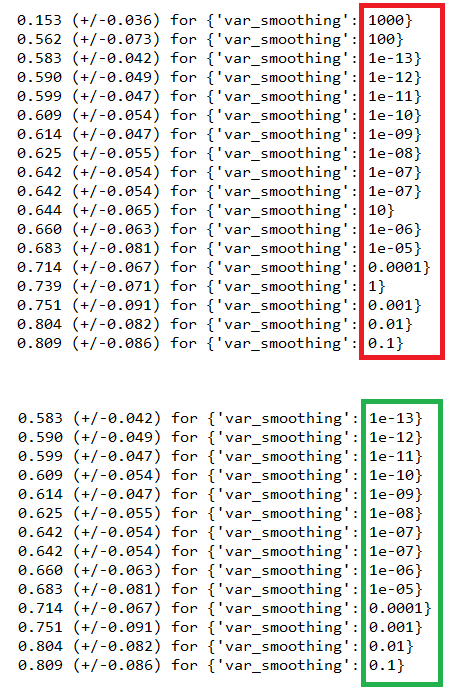 0.153 (+/-0.036) for {'var_smoothing': 1000}
0.562 (+/-0.073) for {'var_smoothing': 100}
0.583 (+/-0.042) for {'var_smoothing': 1e-13}
0.590 (+/-0.049) for {'var_smoothing': 1e-12}
0.599 (+/-0.047) for {'var_smoothing': 1e-11}
0.609 (+/-0.054) for {'var_smoothing': 1e-10}
0.614 (+/-0.047) for {'var_smoothing': 1e-09}
0.625 (+/-0.055) for {'var_smoothing': 1e-08}
0.642 (+/-0.054) for {'var_smoothing': 1e-07}
0.642 (+/-0.054) for {'var_smoothing': 1e-07}
0.644 (+/-0.065) for {'var_smoothing': 10}
0.660 (+/-0.063) for {'var_smoothing': 1e-06}
0.683 (+/-0.081) for {'var_smoothing': 1e-05}
0.714 (+/-0.067) for {'var_smoothing': 0.0001}
0.739 (+/-0.071) for {'var_smoothing': 1}
0.751 (+/-0.091) for {'var_smoothing': 0.001}
0.804 (+/-0.082) for {'var_smoothing': 0.01}
0.809 (+/-0.086) for {'var_smoothing': 0.1}
0.583 (+/-0.042) for {'var_smoothing': 1e-13}
0.590 (+/-0.049) for {'var_smoothing': 1e-12}
0.599 (+/-0.047) for {'var_smoothing': 1e-11}
0.609 (+/-0.054) for {'var_smoothing': 1e-10}
0.614 (+/-0.047) for {'var_smoothing': 1e-09}
0.625 (+/-0.055) for {'var_smoothing': 1e-08}
0.642 (+/-0.054) for {'var_smoothing': 1e-07}
0.642 (+/-0.054) for {'var_smoothing': 1e-07}
0.660 (+/-0.063) for {'var_smoothing': 1e-06}
0.683 (+/-0.081) for {'var_smoothing': 1e-05}
0.714 (+/-0.067) for {'var_smoothing': 0.0001}
0.751 (+/-0.091) for {'var_smoothing': 0.001}
0.804 (+/-0.082) for {'var_smoothing': 0.01}
0.809 (+/-0.086) for {'var_smoothing': 0.1}